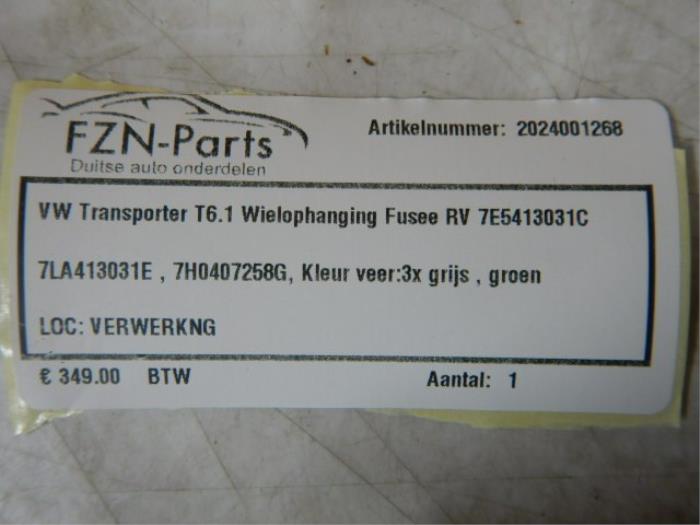 FZN-Parts
Duitse auto onderdelen
Artikelnummer: 2024001268
VW Transporter T6.1 Wielophanging Fusee RV 7E5413031C
7LA413031E , 7H0407258G, Kleur veer:3x grijs , groen
LOC: VERWERKNG
€ 349.00 BTW
Aantal: 1